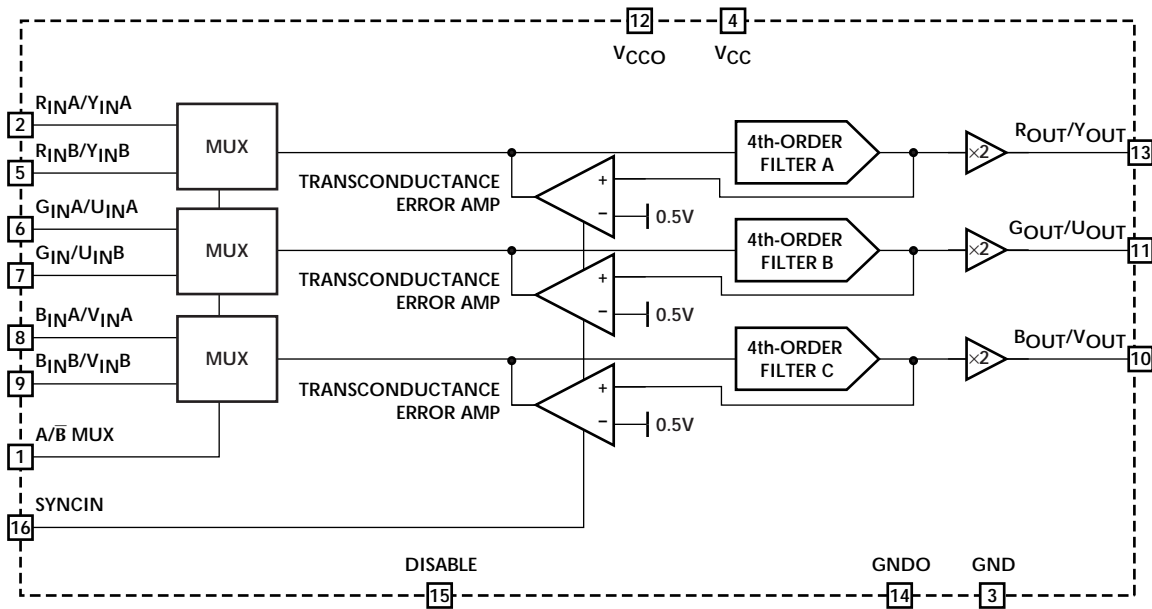 12 4
VCCO VCC
RINA/YINA
2
RINB/YINB
5
MUX
TRANSCONDUCTANCE
ERROR AMP
+
−
0.5V
4th-ORDER
FILTER A
×2
ROUT/YOUT
13
GINA/UINA
6
GIN/UINB
7
MUX
TRANSCONDUCTANCE
ERROR AMP
+
−
0.5V
4th-ORDER
FILTER B
×2
GOUT/UOUT
11
BINA/VINA
8
BINB/VINB
9
MUX
TRANSCONDUCTANCE
ERROR AMP
+
−
0.5V
4th-ORDER
FILTER C
×2
BOUT/VOUT
10
A/B̅ MUX
1
SYNCIN
16
DISABLE GNDO GND
15 14 3